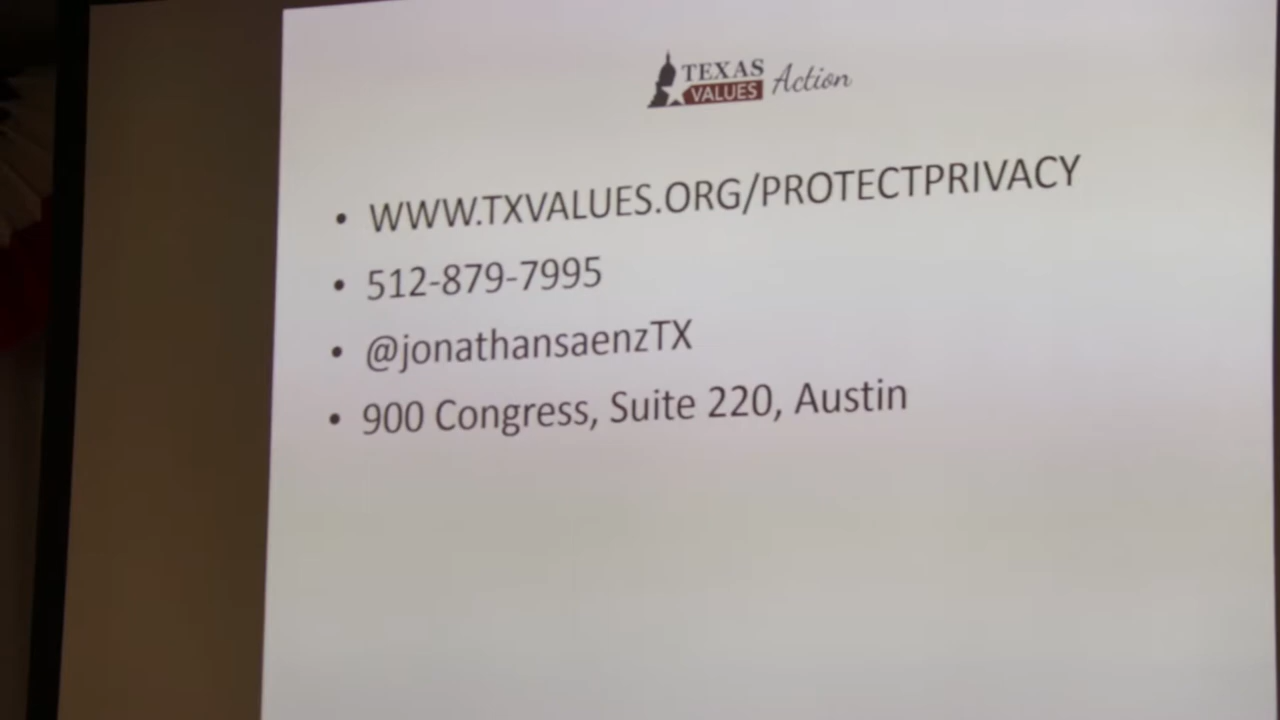 TEXAS
VALUES Action
• WWW.TXVALUES.ORG/PROTECTPRIVACY
• 512-879-7995
• @jonathansaenzTX
• 900 Congress, Suite 220, Austin